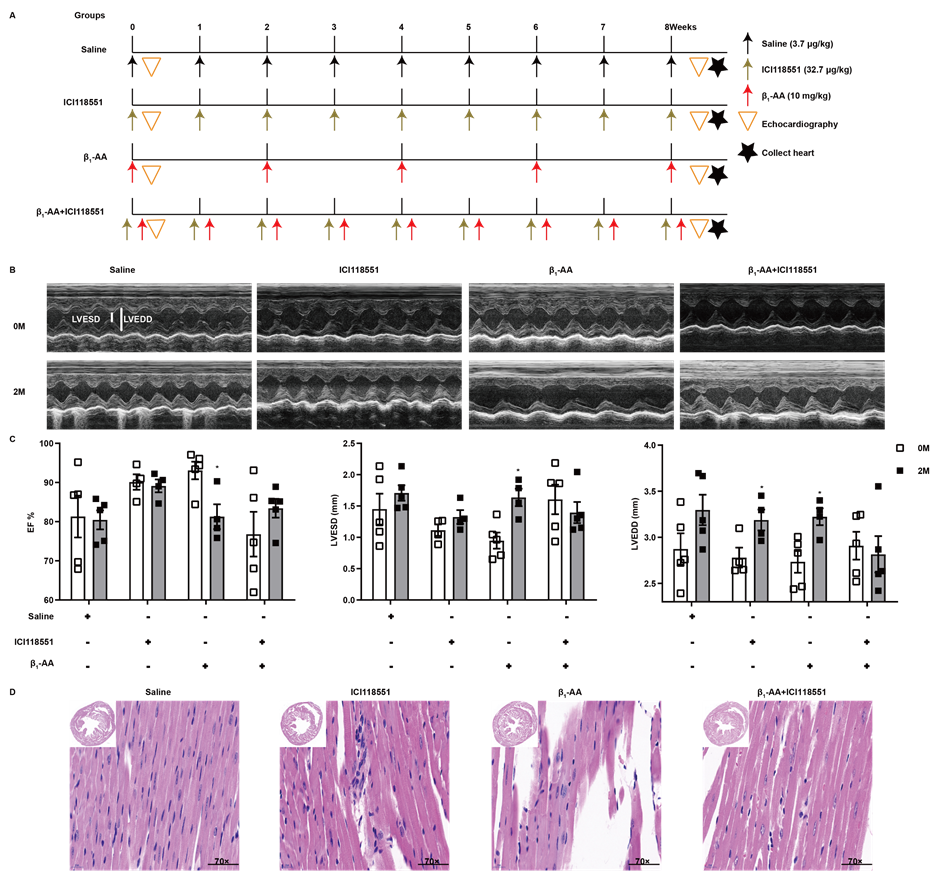 A
Groups
0 1 2 3 4 5 6 7 8Weeks
Saline
ICI118551
β1-AA
β1-AA+ICI118551
Saline (3.7 μg/kg)
ICI118551 (32.7 μg/kg)
β1-AA (10 mg/kg)
Echocardiography
Collect heart
B
Saline ICI118551 β1-AA β1-AA+ICI118551
0M
LVESD LVEDD
2M
C
EF %
100
90
80
70
60
*
LVESD (mm)
2.5
2.0
1.5
1.0
0.5
0.0
*
LVEDD (mm)
4.0
3.5
3.0
2.5
* *
0M
2M
Saline + - - - + - - - + - - -
ICI118551 - + - + - + - + - + - +
β1-AA - - + + - - + + - - + +
D
Saline ICI118551 β1-AA β1-AA+ICI118551
70× 70× 70× 70×